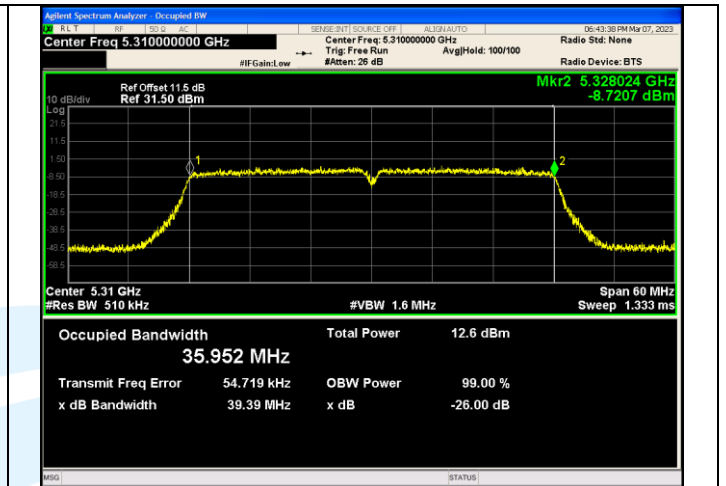 Agilent Spectrum Analyzer - Occupied BW
RL T RF 50 Ω AC SENSE:INT SOURCE OFF ALIGN AUTO 06:43:38 PM Mar 07, 2023
Center Freq 5.310000000 GHz Center Freq: 5.310000000 GHz Radio Std: None
Trig: Free Run Avg|Hold: 100/100
#IFGain:Low #Atten: 26 dB Radio Device: BTS
Mkr2 5.328024 GHz
-8.7207 dBm
Ref Offset 11.5 dB
10 dB/div Ref 31.50 dBm
Log
21.5
11.5
1.50
-8.50
-18.5
-28.5
-38.5
-48.5
-58.5
1
2
Center 5.31 GHz Span 60 MHz
#Res BW 510 kHz #VBW 1.6 MHz Sweep 1.333 ms
Occupied Bandwidth Total Power 12.6 dBm
35.952 MHz
Transmit Freq Error 54.719 kHz OBW Power 99.00 %
x dB Bandwidth 39.39 MHz x dB -26.00 dB
MSG STATUS